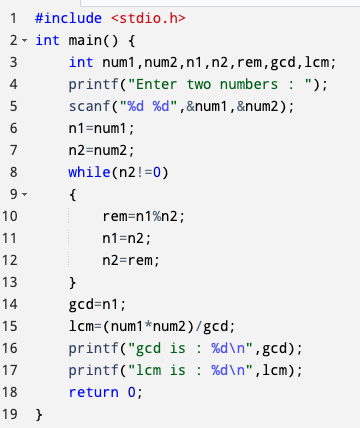 1 #include <stdio.h>
2 int main() {
3     int num1,num2,n1,n2,rem,gcd,lcm;
4     printf("Enter two numbers : ");
5     scanf("%d %d",&num1,&num2);
6     n1=num1;
7     n2=num2;
8     while(n2!=0)
9     {
10         rem=n1%n2;
11         n1=n2;
12         n2=rem;
13     }
14     gcd=n1;
15     lcm=(num1*num2)/gcd;
16     printf("gcd is : %d\n",gcd);
17     printf("lcm is : %d\n",lcm);
18     return 0;
19 }